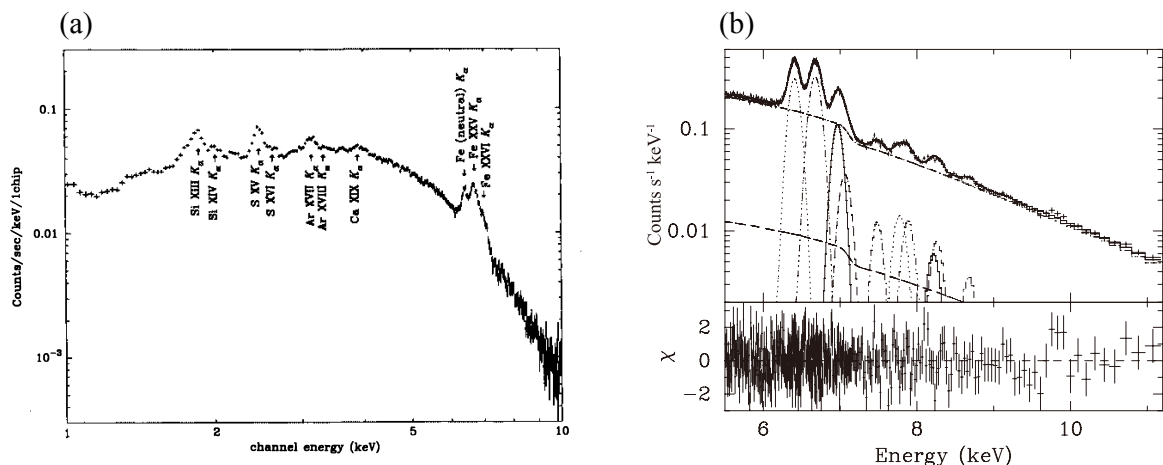 (a)
Counts/sec/keV/chip
0.1
0.01
10⁻³
Si XIII Kα
Si XIV Kα
S XV Kα
S XVI Kα
Ar XVII Kα
Ar XVIII Kα
Ca XIX Kα
Fe (neutral) Kα
Fe XXV Kα
Fe XXVI Kα
1
2
5
10
channel energy (keV)
(b)
Counts s⁻¹ keV⁻¹
0.1
0.01
χ
2
0
−2
6
8
10
Energy (keV)